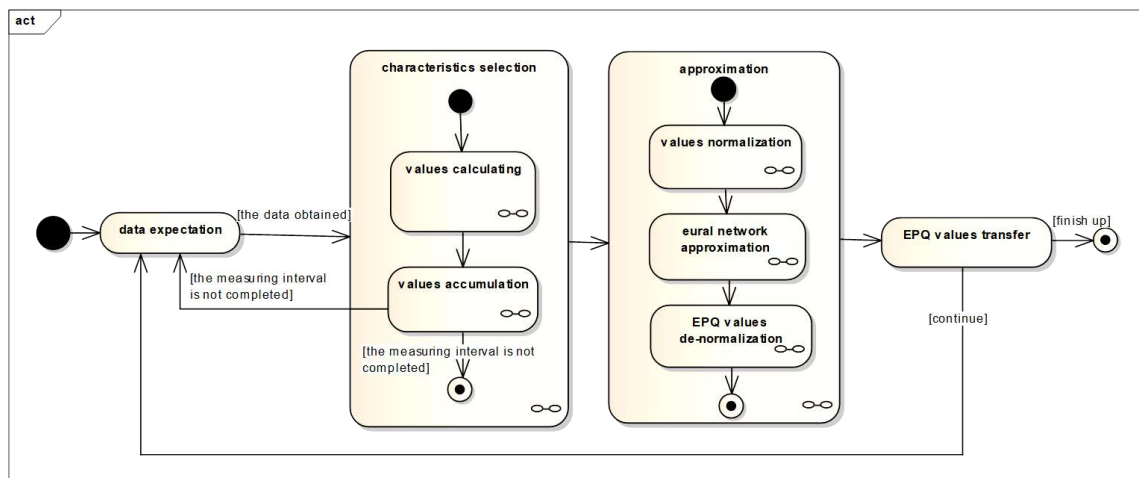 act
characteristics selection
approximation
values calculating
values normalization
data expectation
[the data obtained]
eural network
approximation
EPQ values transfer
[finish up]
[the measuring interval
is not completed]
values accumulation
EPQ values
de-normalization
[continue]
[the measuring interval is not
completed]